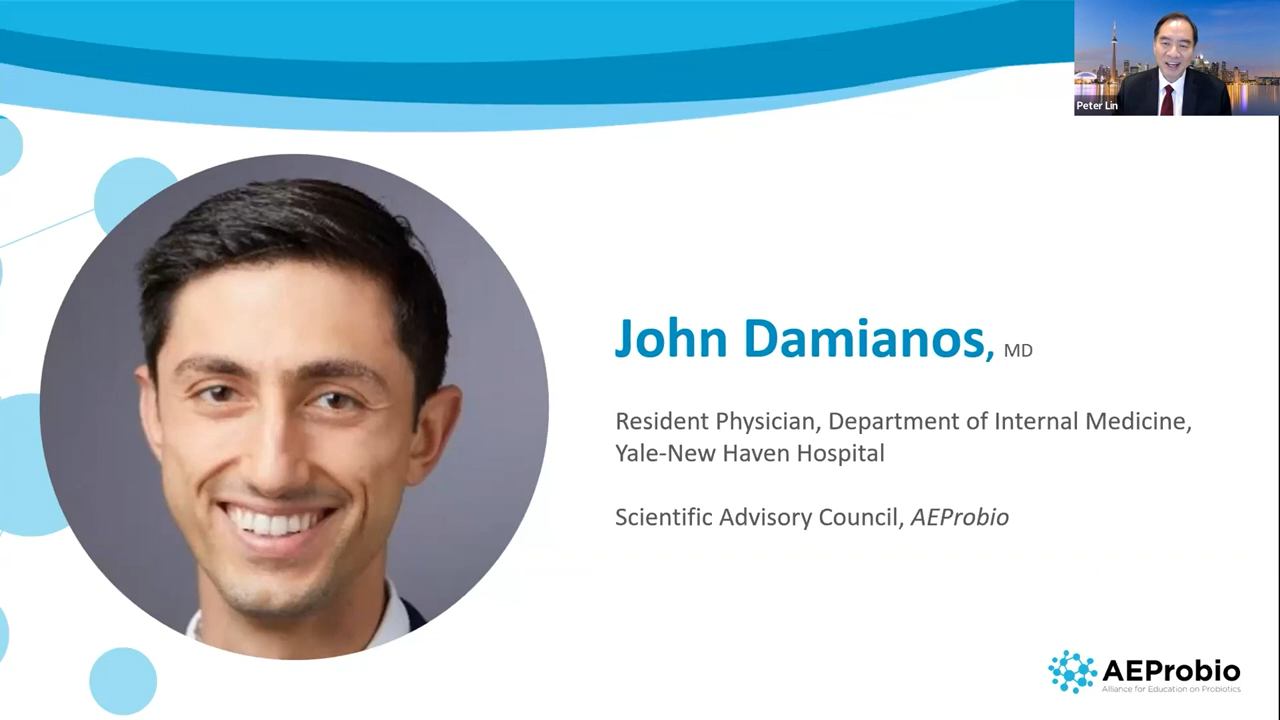 Peter Lin
John Damianos, MD
Resident Physician, Department of Internal Medicine,
Yale-New Haven Hospital
Scientific Advisory Council, AEProbio
AEProbio
Alliance for Education on Probiotics